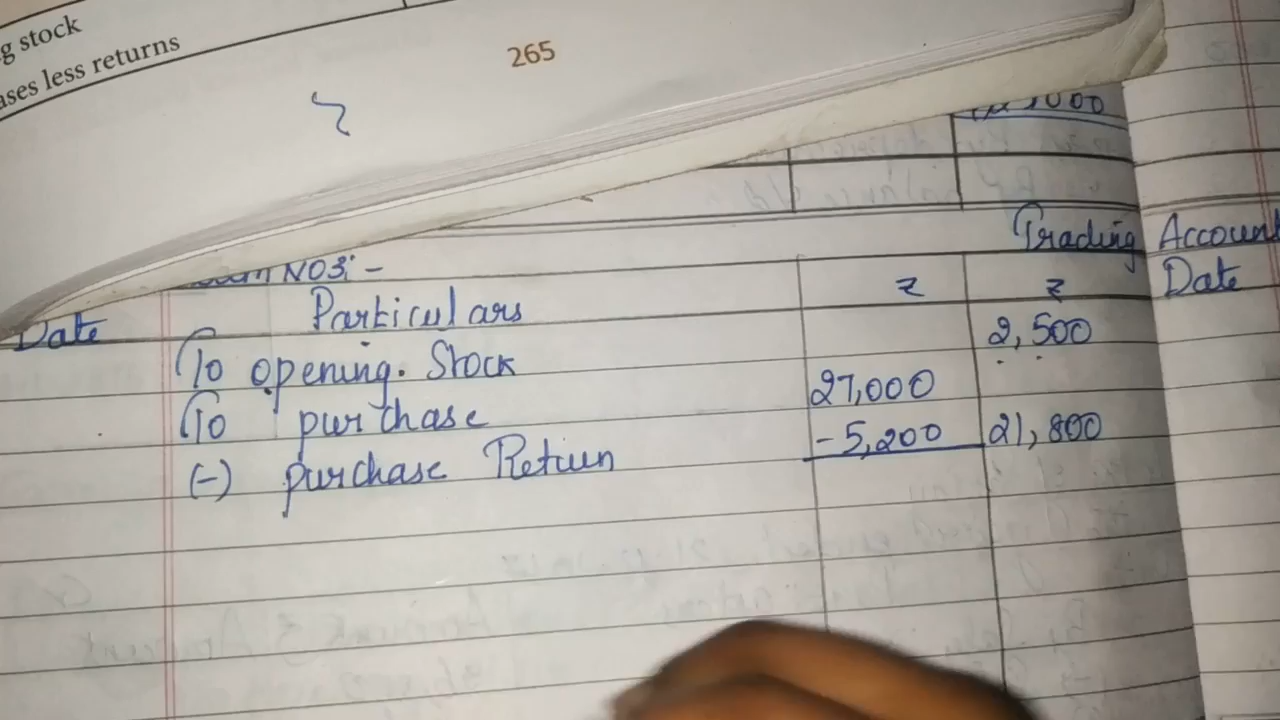 g stock
ases less returns
265
Trading Account
NO3:-
Date Particulars ₹ ₹ Date
To opening. Stock 2,500
To purchase 27,000
(-) purchase Return -5,200 21,800